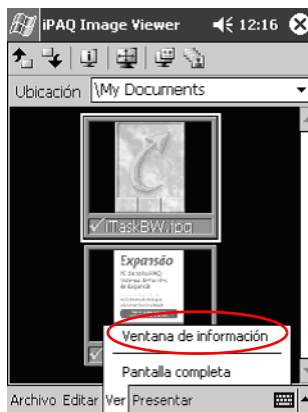 iPAQ Image Viewer 12:16
Ubicación \My Documents
iTaskBW.jpg
Expansão
Ventana de información
Pantalla completa
Archivo Editar Ver Presentar